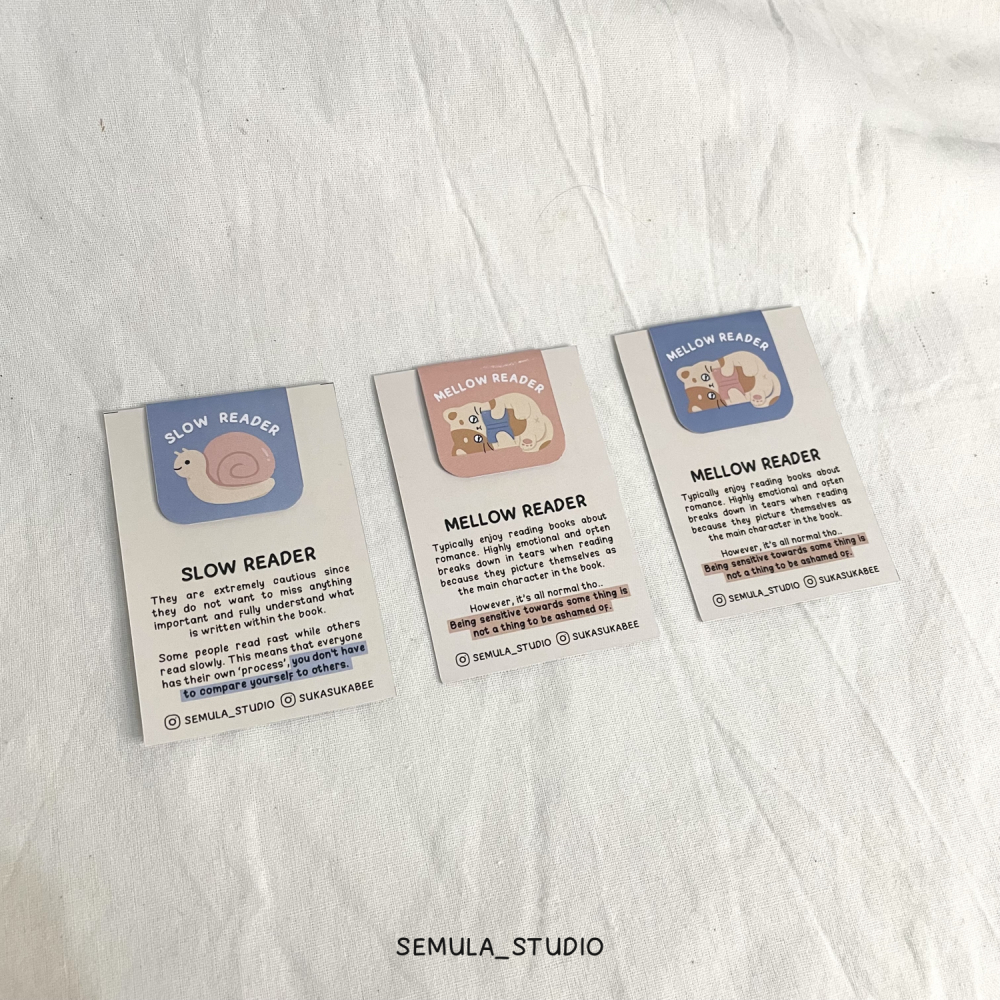 SLOW READER
SLOW READER
They are extremely cautious since
they do not want to miss anything
important and fully understand what
is written within the book.
Some people read fast while others
read slowly. This means that everyone
has their own 'process', you don't have
to compare yourself to others.
SEMULA_STUDIO SUKASUKABEE
MELLOW READER
MELLOW READER
Typically enjoy reading books about
romance. Highly emotional and often
breaks down in tears when reading
because they picture themselves as
the main character in the book.
However, it's all normal tho..
Being sensitive towards some thing is
not a thing to be ashamed of.
SEMULA_STUDIO SUKASUKABEE
MELLOW READER
MELLOW READER
Typically enjoy reading books about
romance. Highly emotional and often
breaks down in tears when reading
because they picture themselves as
the main character in the book.
However, it's all normal tho..
Being sensitive towards some thing is
not a thing to be ashamed of.
SEMULA_STUDIO SUKASUKABEE
SEMULA_STUDIO